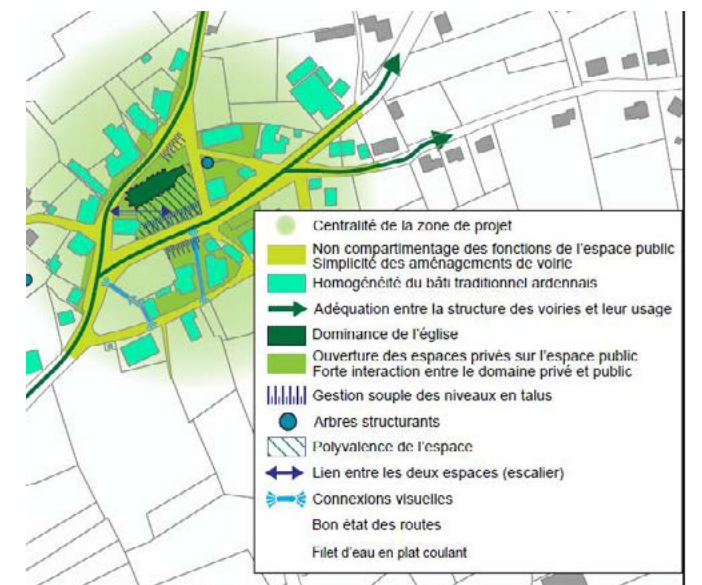 Centralité de la zone de projet
Non compartimentage des fonctions de l'espace public
Simplicité des aménagements de voirie
Homogénéité du bâti traditionnel ardennais
Adéquation entre la structure des voiries et leur usage
Dominance de l'église
Ouverture des espaces privés sur l'espace public
Forte interaction entre le domaine privé et public
Gestion souple des niveaux en talus
Arbres structurants
Polyvalence de l'espace
Lien entre les deux espaces (escalier)
Connexions visuelles
Bon état des routes
Filet d'eau en plat coulant